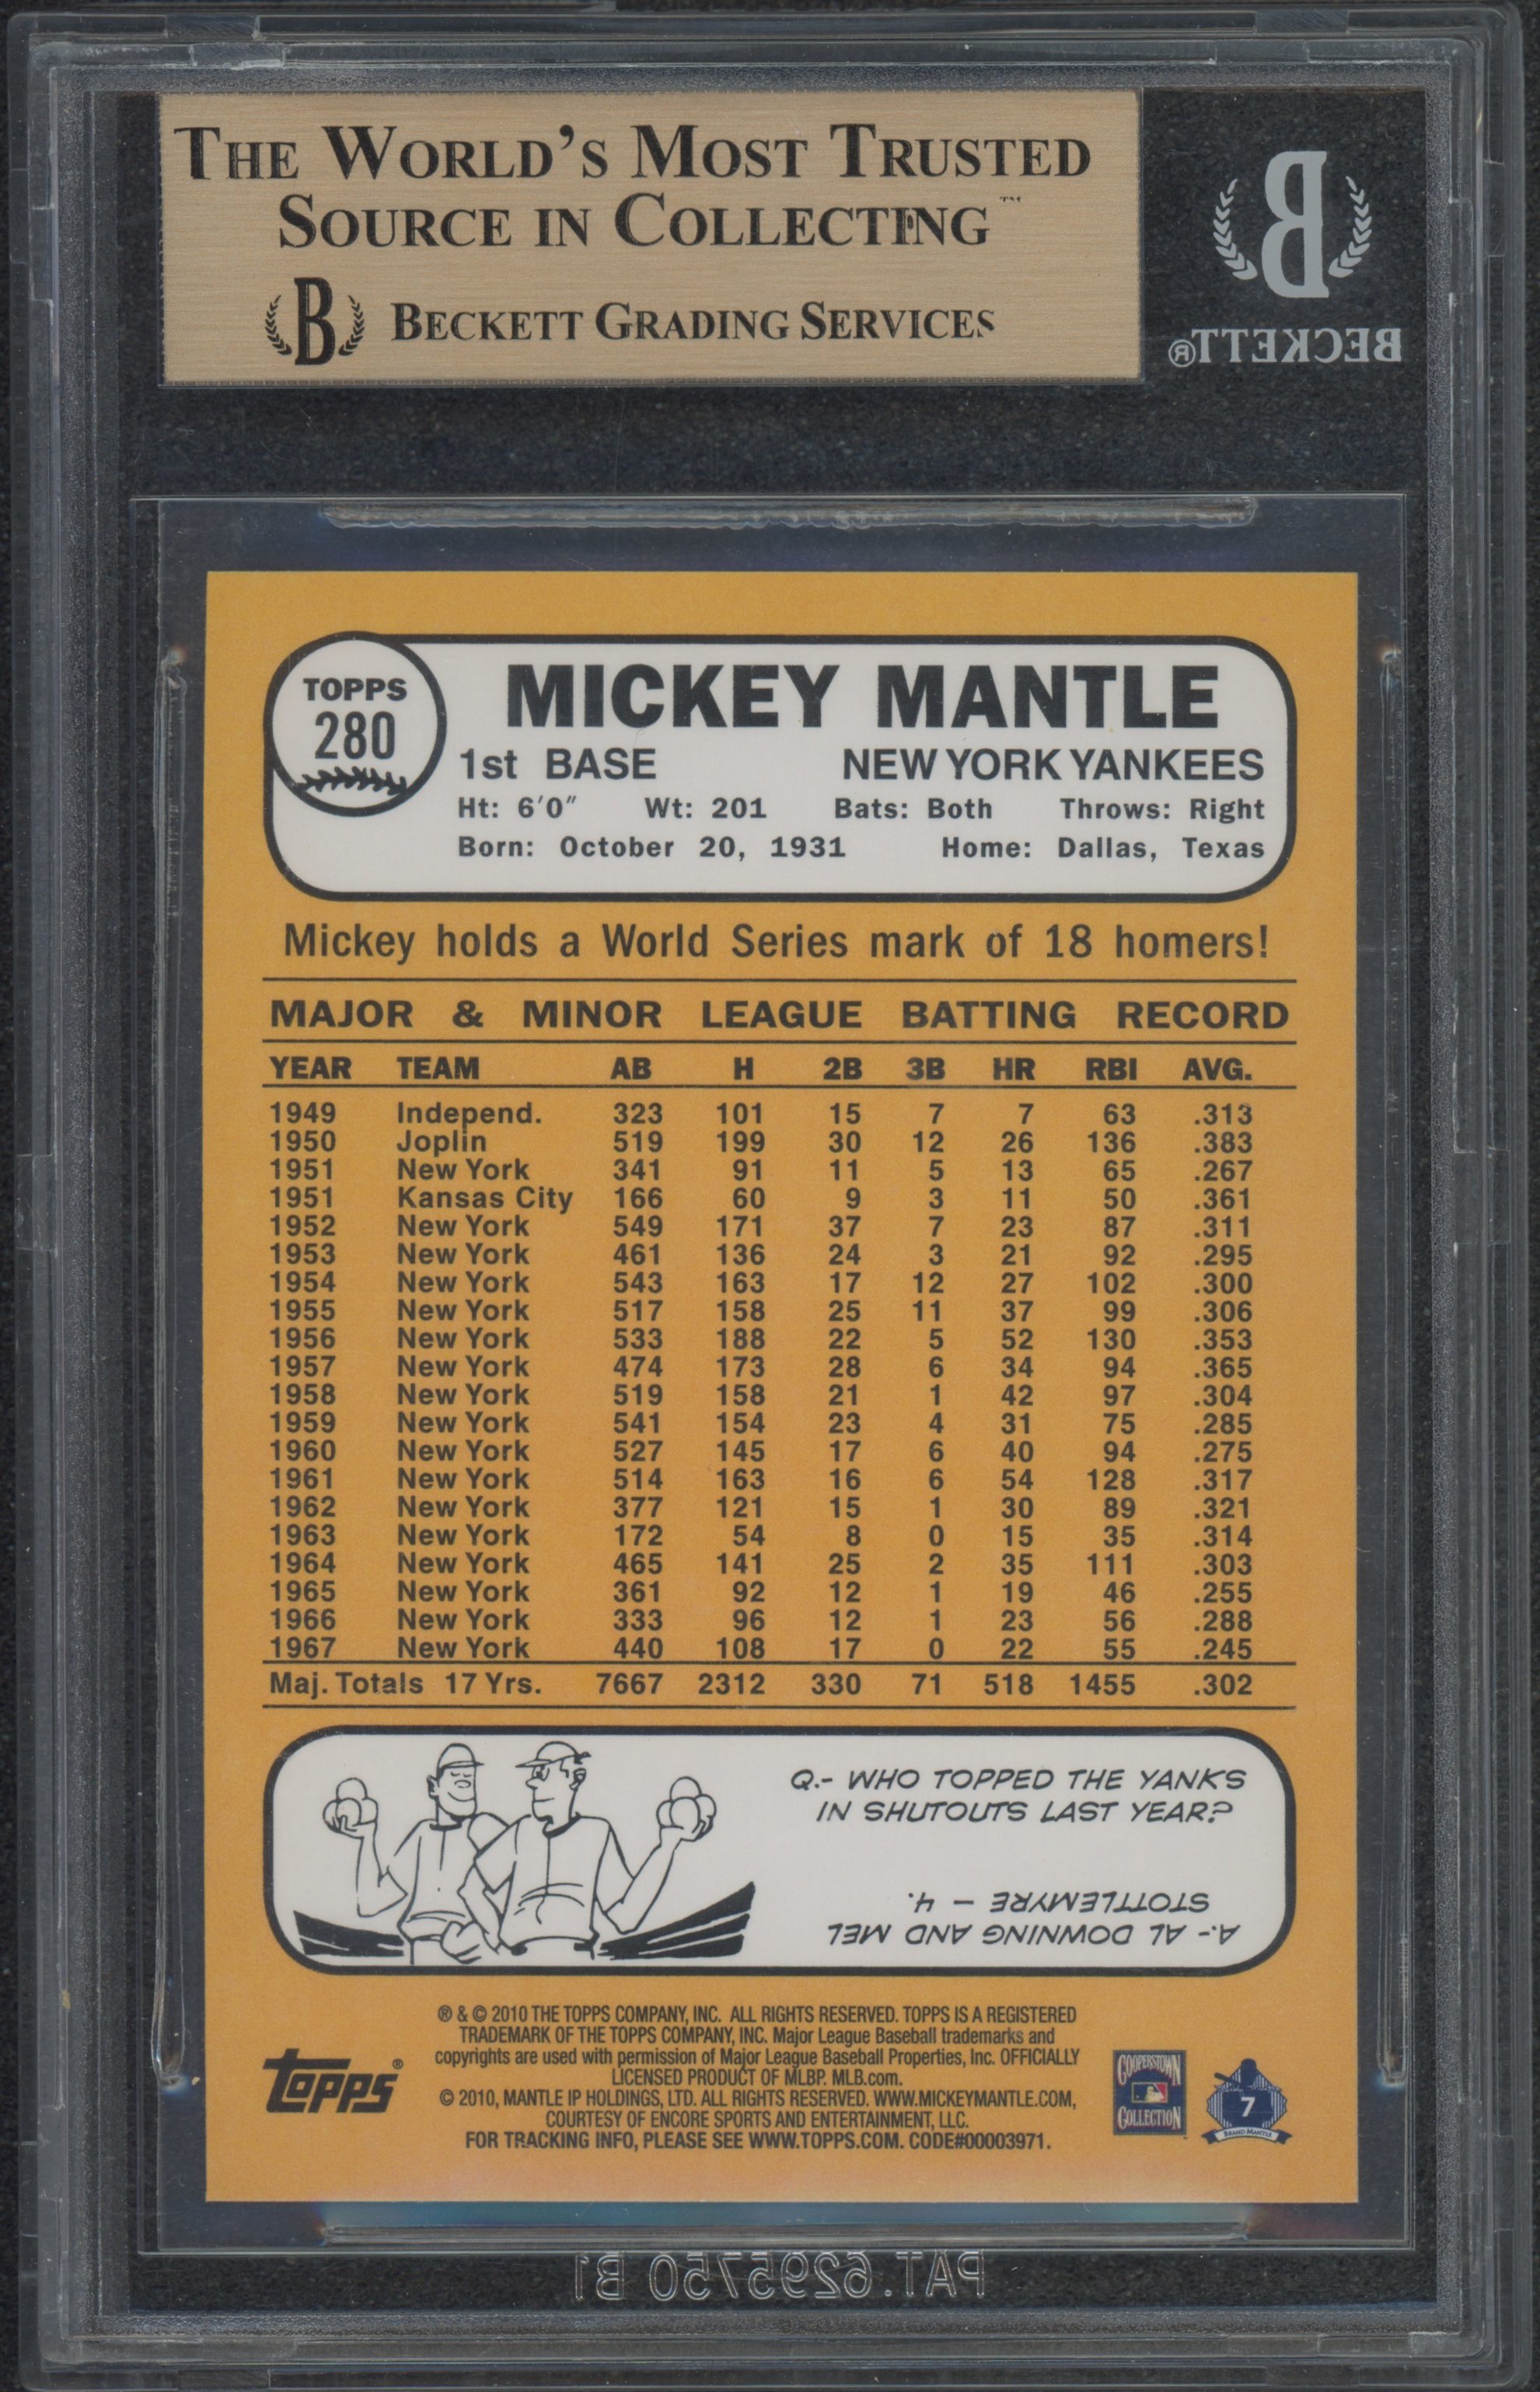 THE WORLD'S MOST TRUSTED
SOURCE IN COLLECTING™
B BECKETT GRADING SERVICES
B
BECKETT®
TOPPS
280
MICKEY MANTLE
1st BASE NEW YORK YANKEES
Ht: 6'0" Wt: 201 Bats: Both Throws: Right
Born: October 20, 1931 Home: Dallas, Texas
Mickey holds a World Series mark of 18 homers!
MAJOR & MINOR LEAGUE BATTING RECORD
YEAR TEAM AB H 2B 3B HR RBI AVG.
1949 Independ. 323 101 15 7 7 63 .313
1950 Joplin 519 199 30 12 26 136 .383
1951 New York 341 91 11 5 13 65 .267
1951 Kansas City 166 60 9 3 11 50 .361
1952 New York 549 171 37 7 23 87 .311
1953 New York 461 136 24 3 21 92 .295
1954 New York 543 163 17 12 27 102 .300
1955 New York 517 158 25 11 37 99 .306
1956 New York 533 188 22 5 52 130 .353
1957 New York 474 173 28 6 34 94 .365
1958 New York 519 158 21 1 42 97 .304
1959 New York 541 154 23 4 31 75 .285
1960 New York 527 145 17 6 40 94 .275
1961 New York 514 163 16 6 54 128 .317
1962 New York 377 121 15 1 30 89 .321
1963 New York 172 54 8 0 15 35 .314
1964 New York 465 141 25 2 35 111 .303
1965 New York 361 92 12 1 19 46 .255
1966 New York 333 96 12 1 23 56 .288
1967 New York 440 108 17 0 22 55 .245
Maj. Totals 17 Yrs. 7667 2312 330 71 518 1455 .302
Q.- WHO TOPPED THE YANKS
IN SHUTOUTS LAST YEAR?
A.- AL DOWNING AND MEL
STOTTLEMYRE - 4.
® & © 2010 THE TOPPS COMPANY, INC. ALL RIGHTS RESERVED. TOPPS IS A REGISTERED
TRADEMARK OF THE TOPPS COMPANY, INC. Major League Baseball trademarks and
copyrights are used with permission of Major League Baseball Properties, Inc. OFFICIALLY
LICENSED PRODUCT OF MLBP. MLB.com.
© 2010, MANTLE IP HOLDINGS, LTD. ALL RIGHTS RESERVED. WWW.MICKEYMANTLE.COM,
COURTESY OF ENCORE SPORTS AND ENTERTAINMENT, LLC.
FOR TRACKING INFO, PLEASE SEE WWW.TOPPS.COM. CODE#00003971.
TOPPS®
COOPERSTOWN
COLLECTION
7
BRAND MANTLE
PAT.6295750 B1